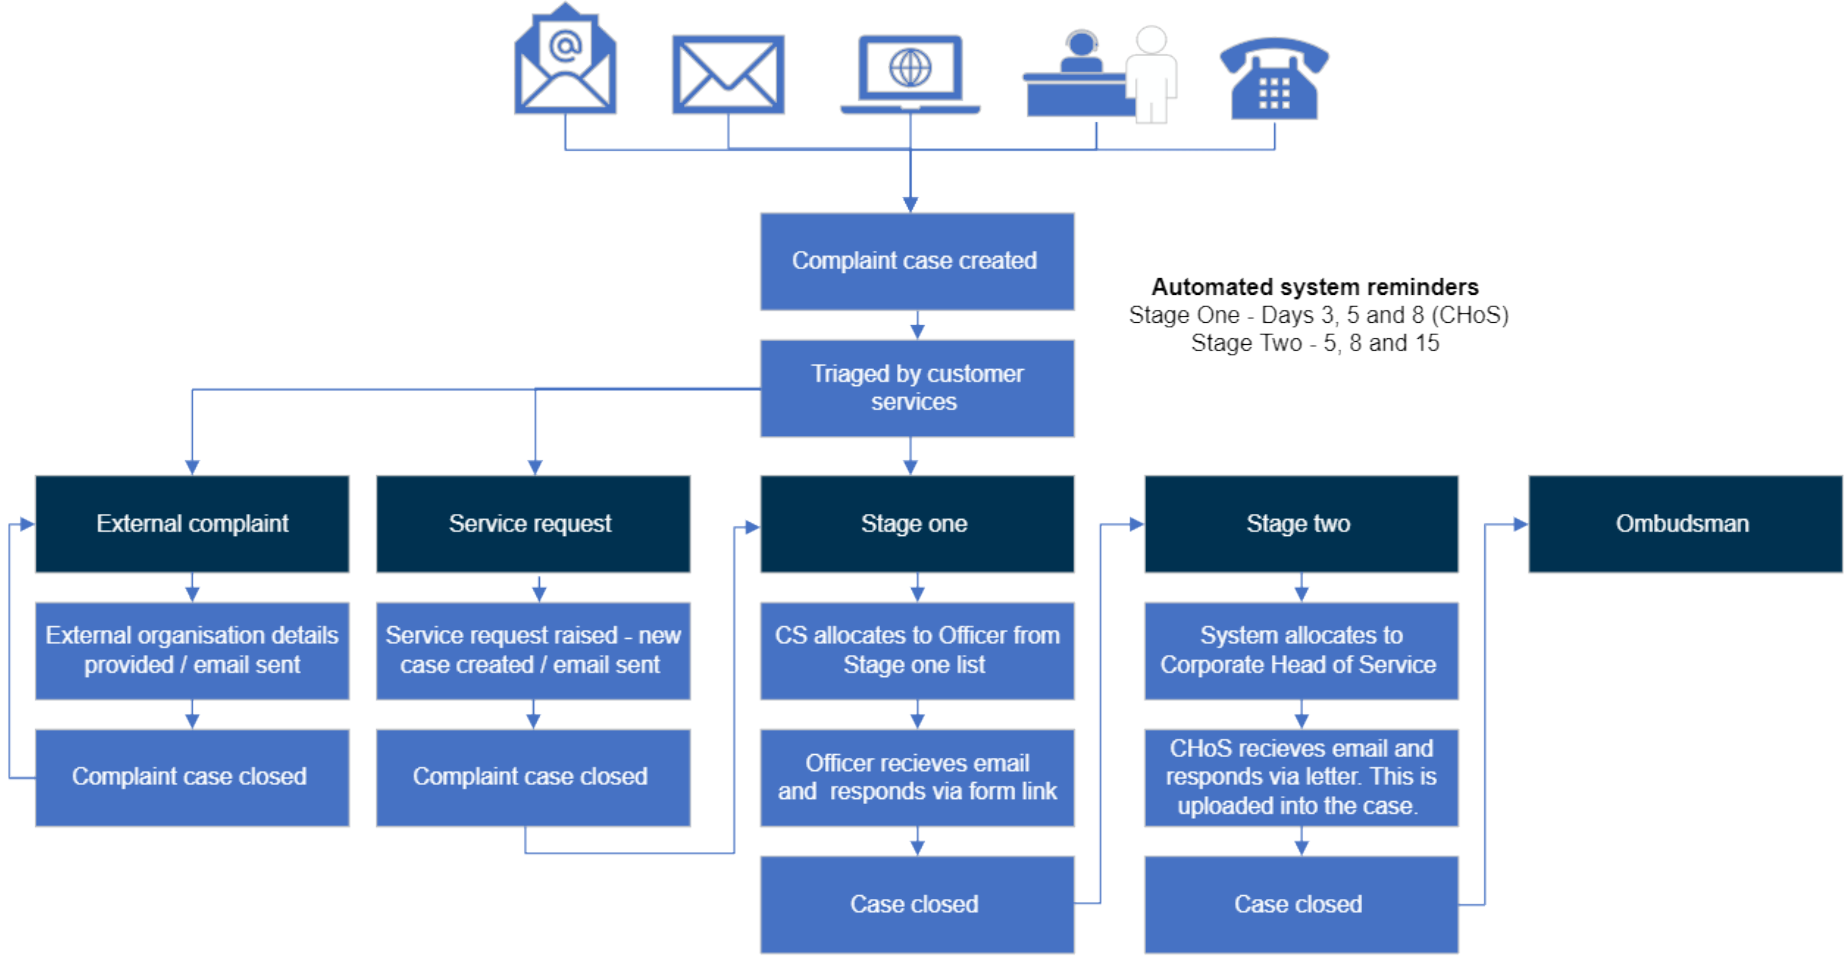 @
Complaint case created
Automated system reminders
Stage One - Days 3, 5 and 8 (CHoS)
Stage Two - 5, 8 and 15
Triaged by customer
services
External complaint
Service request
Stage one
Stage two
Ombudsman
External organisation details
provided / email sent
Service request raised - new
case created / email sent
CS allocates to Officer from
Stage one list
System allocates to
Corporate Head of Service
Complaint case closed
Complaint case closed
Officer recieves email
and responds via form link
CHoS recieves email and
responds via letter. This is
uploaded into the case.
Case closed
Case closed